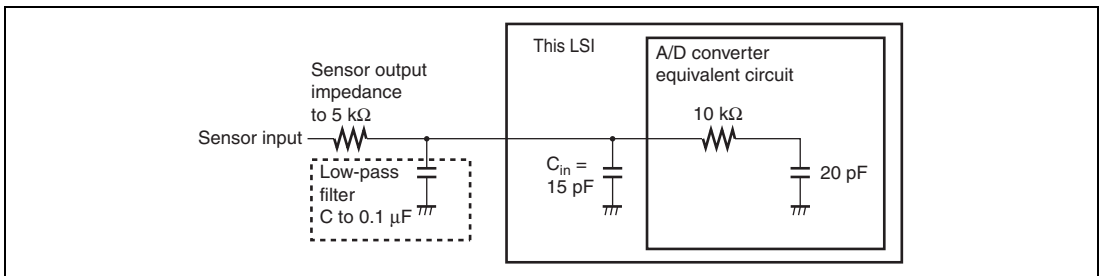 This LSI
A/D converter
equivalent circuit
Sensor output
impedance
to 5 kΩ
10 kΩ
Sensor input
Low-pass
filter
C to 0.1 μF
Cin =
15 pF
20 pF